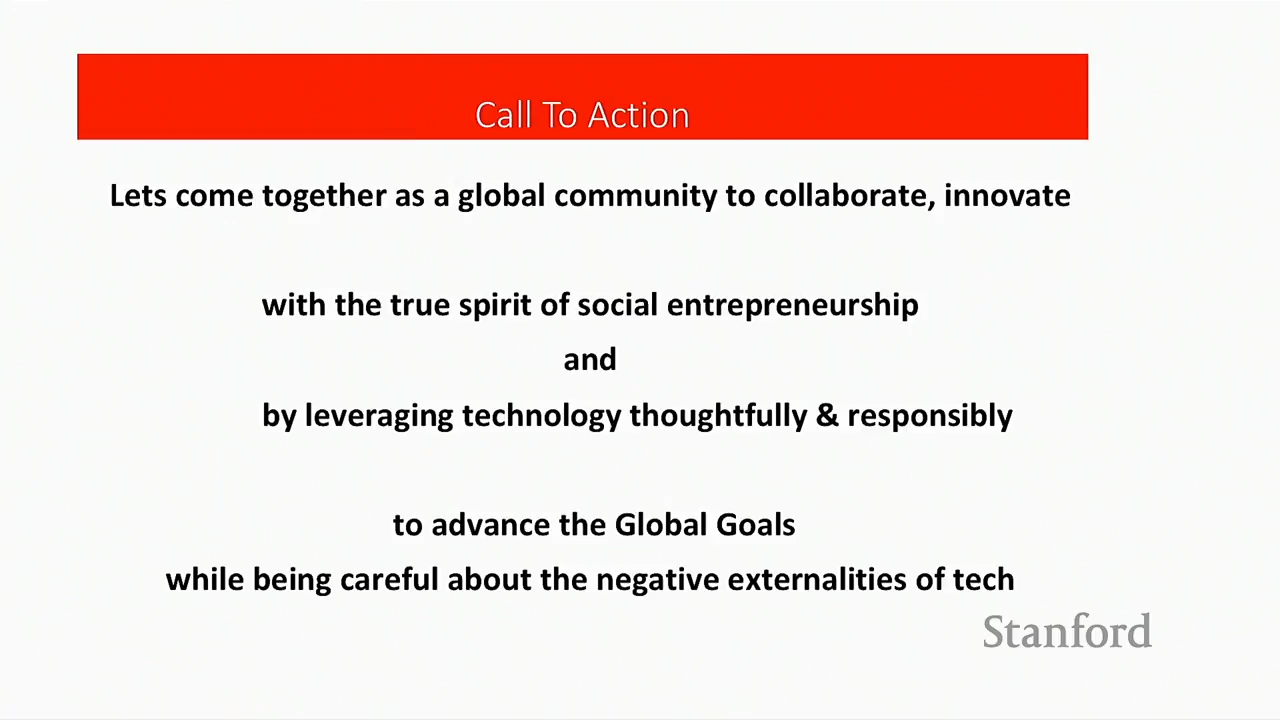 Call To Action
Lets come together as a global community to collaborate, innovate
with the true spirit of social entrepreneurship
and
by leveraging technology thoughtfully & responsibly
to advance the Global Goals
while being careful about the negative externalities of tech
Stanford